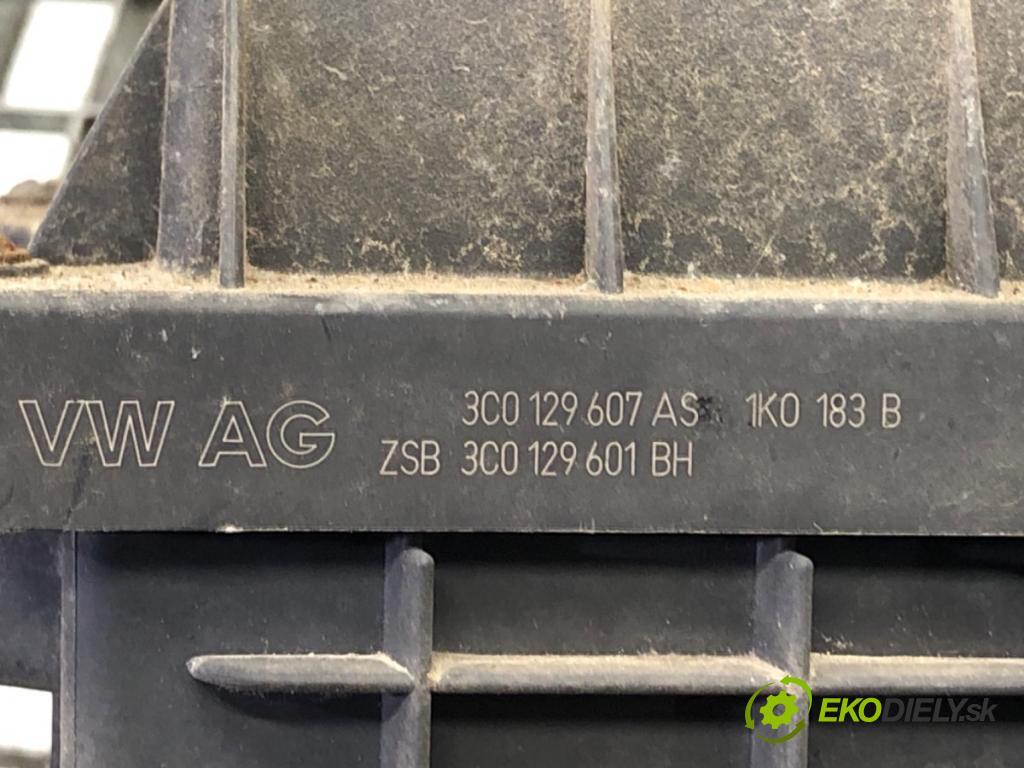 VW AG
3C0 129 607 AS 1K0 183 B
ZSB 3C0 129 601 BH
EKODIELY.sk